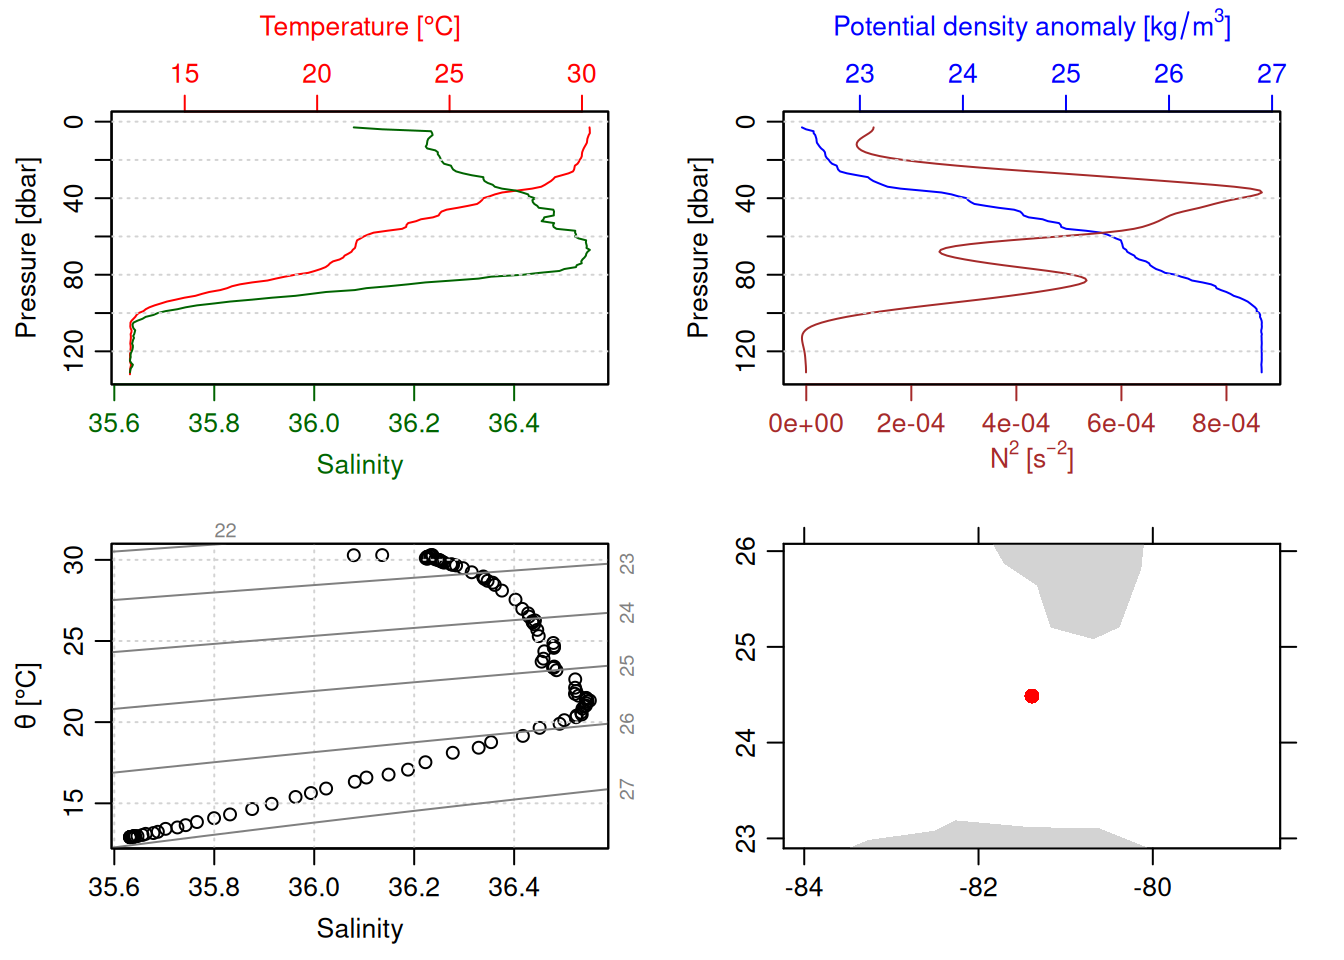 Temperature [°C]
15 20 25 30
Pressure [dbar]
0 40 80 120
35.6 35.8 36.0 36.2 36.4
Salinity
Potential density anomaly [kg/m³]
23 24 25 26 27
Pressure [dbar]
0 40 80 120
0e+00 2e-04 4e-04 6e-04 8e-04
N² [s⁻²]
22
θ [°C]
30 25 20 15
23 24 25 26 27
35.6 35.8 36.0 36.2 36.4
Salinity
26 25 24 23
-84 -82 -80